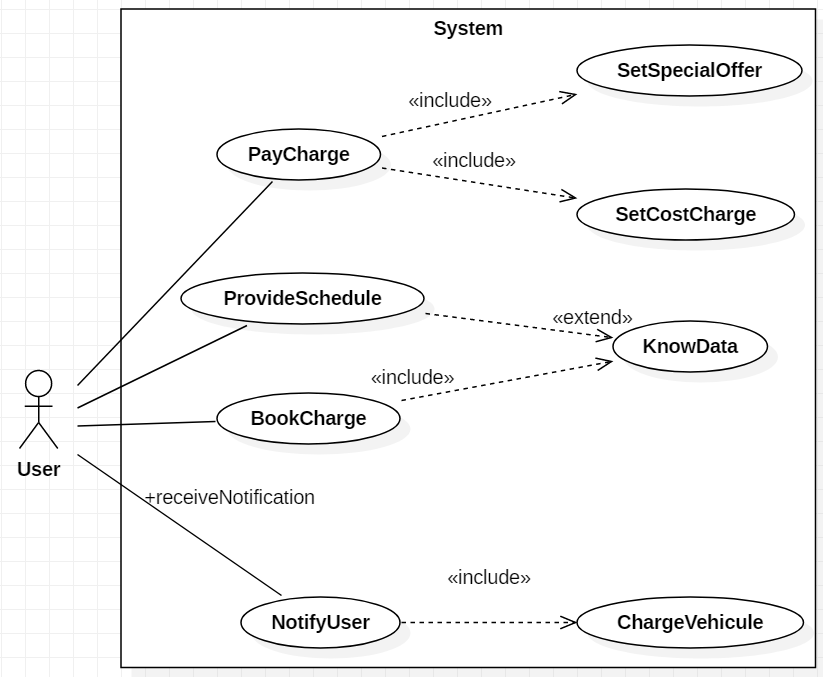 System
SetSpecialOffer
«include»
PayCharge
«include»
SetCostCharge
ProvideSchedule
«extend»
KnowData
«include»
BookCharge
User
+receiveNotification
«include»
NotifyUser
ChargeVehicule